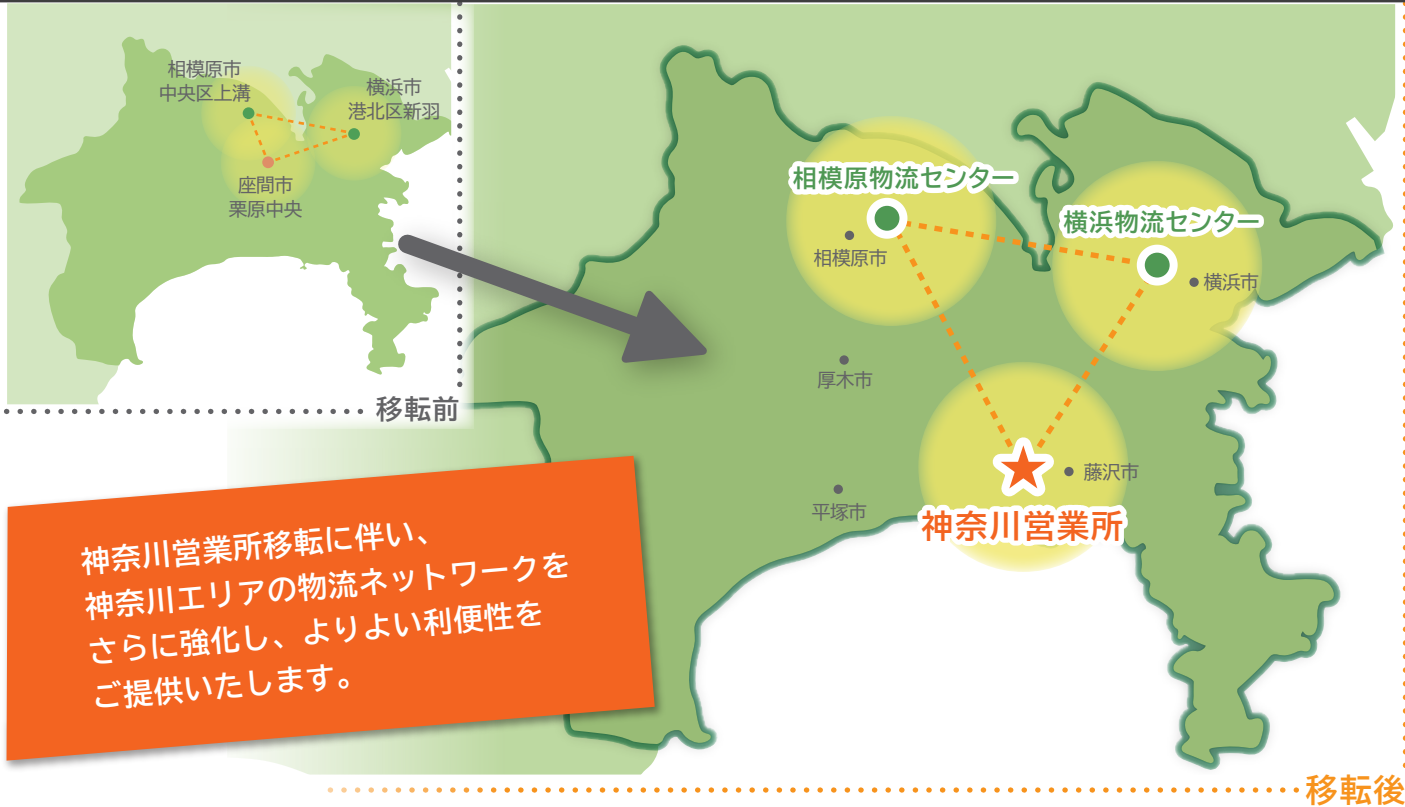 相模原市
中央区上溝
横浜市
港北区新羽
座間市
栗原中央
移転前
相模原物流センター
横浜物流センター
相模原市
横浜市
厚木市
藤沢市
平塚市
神奈川営業所
神奈川営業所移転に伴い、
神奈川エリアの物流ネットワークを
さらに強化し、よりよい利便性を
ご提供いたします。
移転後